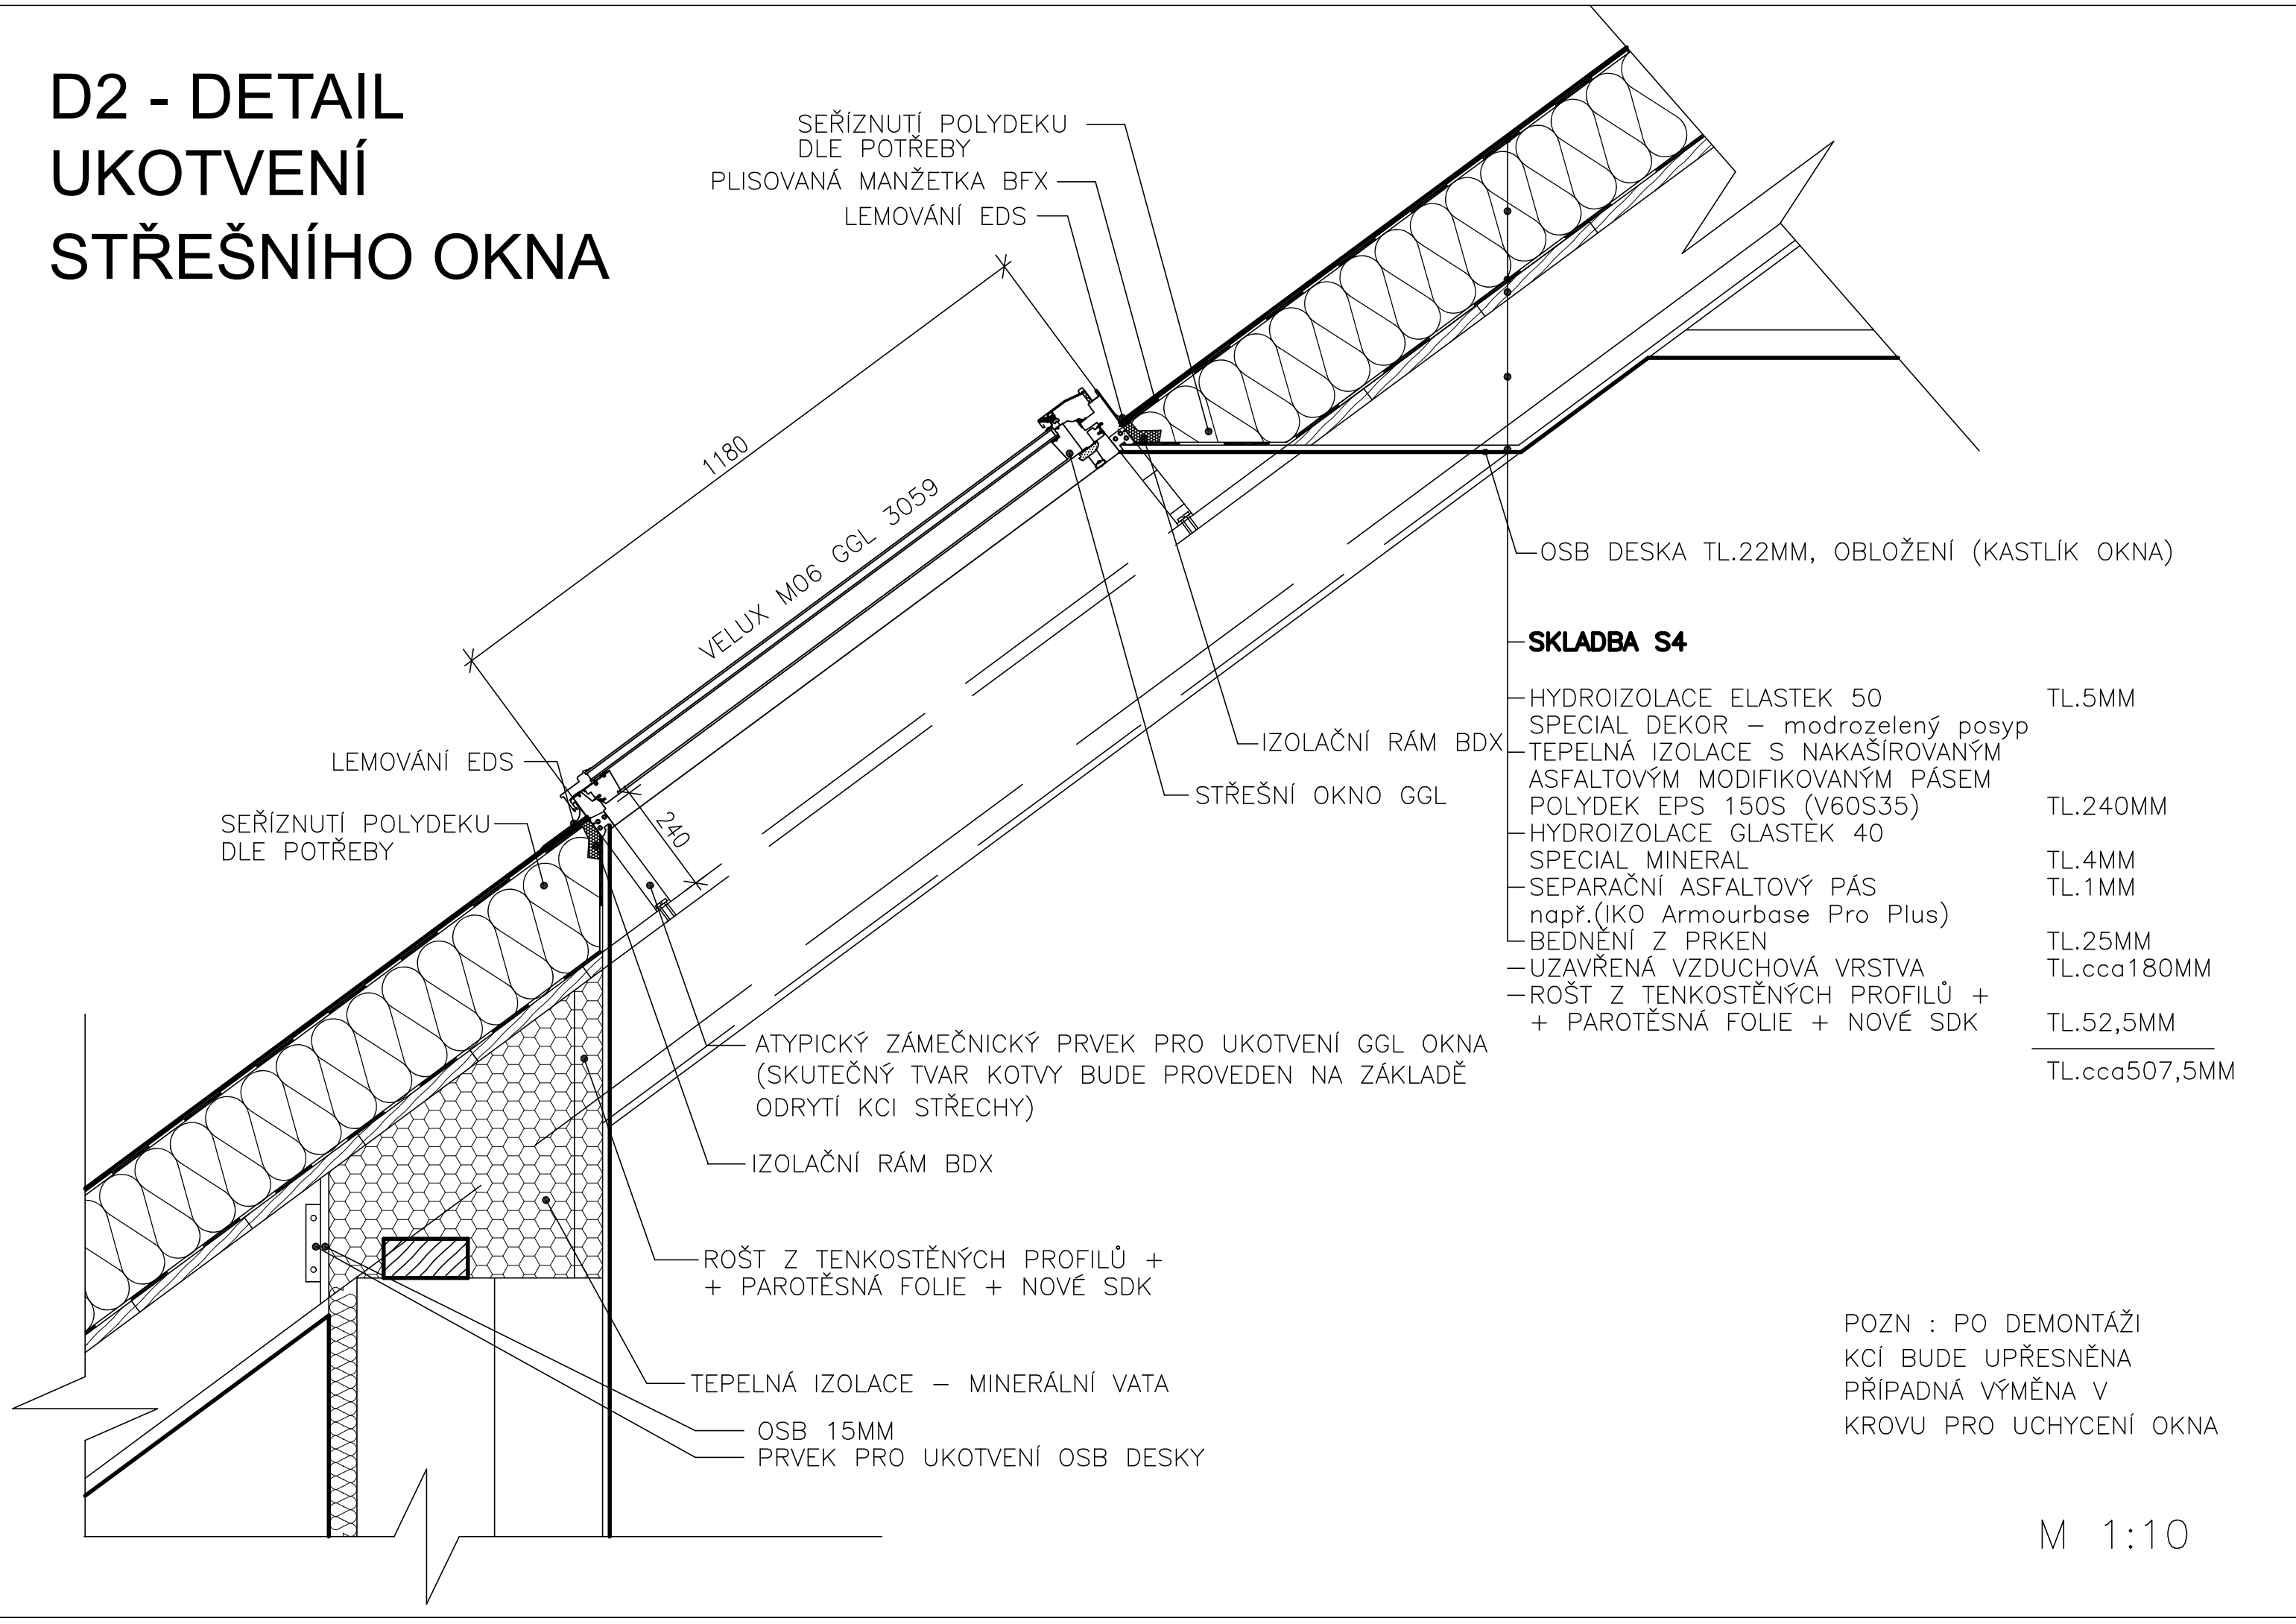 D2 - DETAIL
UKOTVENÍ
STŘEŠNÍHO OKNA
SEŘÍZNUTÍ POLYDEKU
DLE POTŘEBY
PLISOVANÁ MANŽETKA BFX
LEMOVÁNÍ EDS
1180
VELUX M06 GGL 3059
240
LEMOVÁNÍ EDS
SEŘÍZNUTÍ POLYDEKU
DLE POTŘEBY
OSB DESKA TL.22MM, OBLOŽENÍ (KASTLÍK OKNA)
IZOLAČNÍ RÁM BDX
STŘEŠNÍ OKNO GGL
SKLADBA S4
HYDROIZOLACE ELASTEK 50 TL.5MM
SPECIAL DEKOR – modrozelený posyp
TEPELNÁ IZOLACE S NAKAŠÍROVANÝM
ASFALTOVÝM MODIFIKOVANÝM PÁSEM
POLYDEK EPS 150S (V60S35) TL.240MM
HYDROIZOLACE GLASTEK 40
SPECIAL MINERAL TL.4MM
SEPARAČNÍ ASFALTOVÝ PÁS TL.1MM
např.(IKO Armourbase Pro Plus)
BEDNĚNÍ Z PRKEN TL.25MM
UZAVŘENÁ VZDUCHOVÁ VRSTVA TL.cca180MM
ROŠT Z TENKOSTĚNÝCH PROFILŮ +
+ PAROTĚSNÁ FOLIE + NOVÉ SDK TL.52,5MM
TL.cca507,5MM
ATYPICKÝ ZÁMEČNICKÝ PRVEK PRO UKOTVENÍ GGL OKNA
(SKUTEČNÝ TVAR KOTVY BUDE PROVEDEN NA ZÁKLADĚ
ODRYTÍ KCI STŘECHY)
IZOLAČNÍ RÁM BDX
ROŠT Z TENKOSTĚNÝCH PROFILŮ +
+ PAROTĚSNÁ FOLIE + NOVÉ SDK
TEPELNÁ IZOLACE – MINERÁLNÍ VATA
OSB 15MM
PRVEK PRO UKOTVENÍ OSB DESKY
POZN : PO DEMONTÁŽI
KCÍ BUDE UPŘESNĚNA
PŘÍPADNÁ VÝMĚNA V
KROVU PRO UCHYCENÍ OKNA
M 1:10